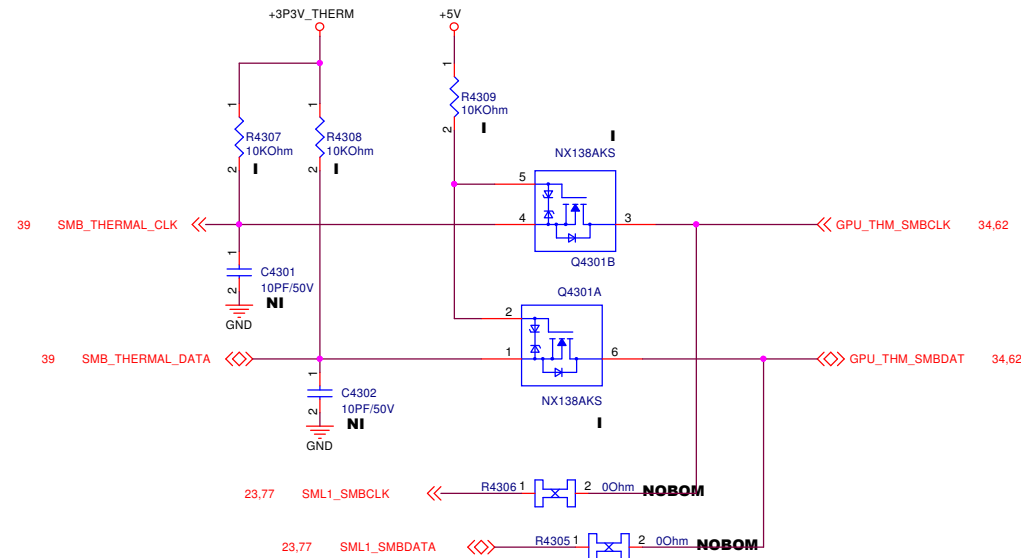 +3P3V_THERM
+5V
1
1
1
R4309
10KOhm
I
2
R4307
10KOhm
I
2
R4308
10KOhm
I
2
I
NX138AKS
5
4
3
Q4301B
39 SMB_THERMAL_CLK
GPU_THM_SMBCLK 34,62
1
C4301
10PF/50V
2
NI
GND
Q4301A
2
1
6
39 SMB_THERMAL_DATA
GPU_THM_SMBDAT 34,62
NX138AKS
I
1
C4302
10PF/50V
2
NI
GND
23,77 SML1_SMBCLK
R4306 1 2 0Ohm NOBOM
23,77 SML1_SMBDATA
R4305 1 2 0Ohm NOBOM